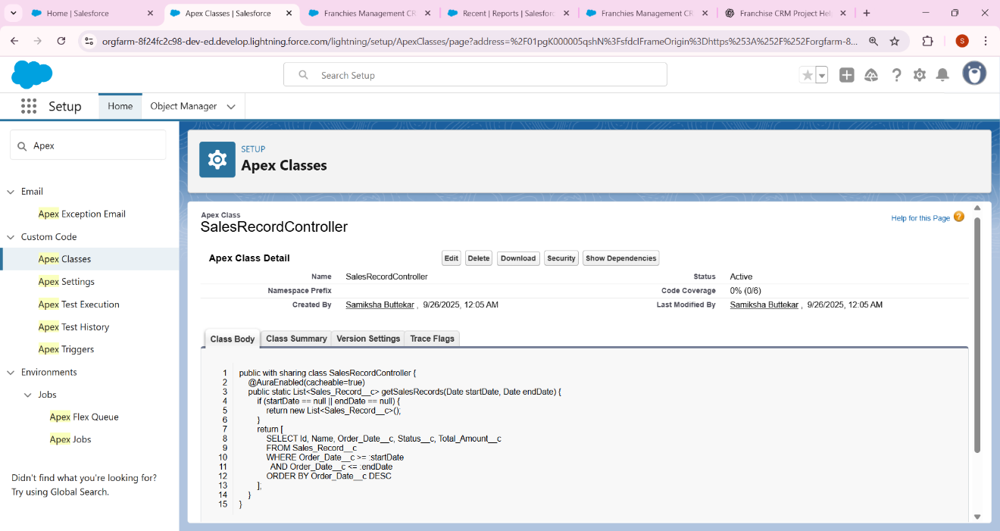 Home | Salesforce
Apex Classes | Salesforce
Franchies Management CR
Recent | Reports | Salesforc
Franchies Management CR
Franchise CRM Project Hel
orgfarm-8f24fc2c98-dev-ed.develop.lightning.force.com/lightning/setup/ApexClasses/page?address=%2F01pgK000005qshN%3FsfdcIFrameOrigin%3Dhttps%253A%252F%252Forgfarm-8...
S
Search Setup
Setup
Home
Object Manager
Apex
Email
Apex Exception Email
Custom Code
Apex Classes
Apex Settings
Apex Test Execution
Apex Test History
Apex Triggers
Environments
Jobs
Apex Flex Queue
Apex Jobs
Didn't find what you're looking for?
Try using Global Search.
SETUP
Apex Classes
Apex Class
SalesRecordController
Help for this Page
Apex Class Detail
Edit Delete Download Security Show Dependencies
Name SalesRecordController Status Active
Namespace Prefix Code Coverage 0% (0/6)
Created By Samiksha Buttekar , 9/26/2025, 12:05 AM Last Modified By Samiksha Buttekar , 9/26/2025, 12:05 AM
Class Body Class Summary Version Settings Trace Flags
1 public with sharing class SalesRecordController {
2 @AuraEnabled(cacheable=true)
3 public static List<Sales_Record__c> getSalesRecords(Date startDate, Date endDate) {
4 if (startDate == null || endDate == null) {
5 return new List<Sales_Record__c>();
6 }
7 return [
8 SELECT Id, Name, Order_Date__c, Status__c, Total_Amount__c
9 FROM Sales_Record__c
10 WHERE Order_Date__c >= :startDate
11 AND Order_Date__c <= :endDate
12 ORDER BY Order_Date__c DESC
13 ];
14 }
15 }